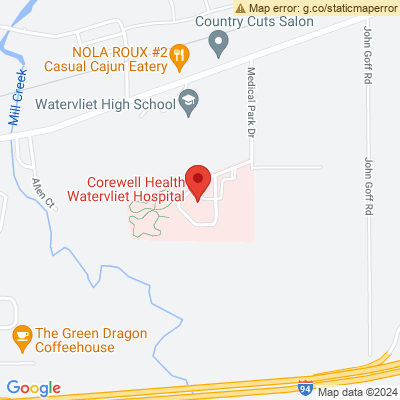 Map error: g.co/staticmaperror
Country Cuts Salon
NOLA ROUX #2
Casual Cajun Eatery
Mill Creek
John Goff Rd
Watervliet High School
Medical Park Dr
Allen Ct
Corewell Health
Watervliet Hospital
John Goff Rd
The Green Dragon
Coffeehouse
94
Google
Map data ©2024